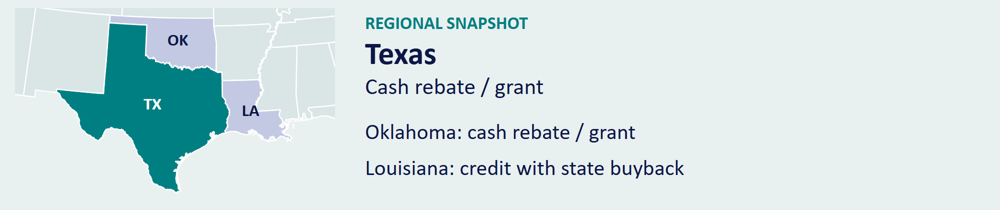 OK
TX
LA
REGIONAL SNAPSHOT
Texas
Cash rebate / grant
Oklahoma: cash rebate / grant
Louisiana: credit with state buyback